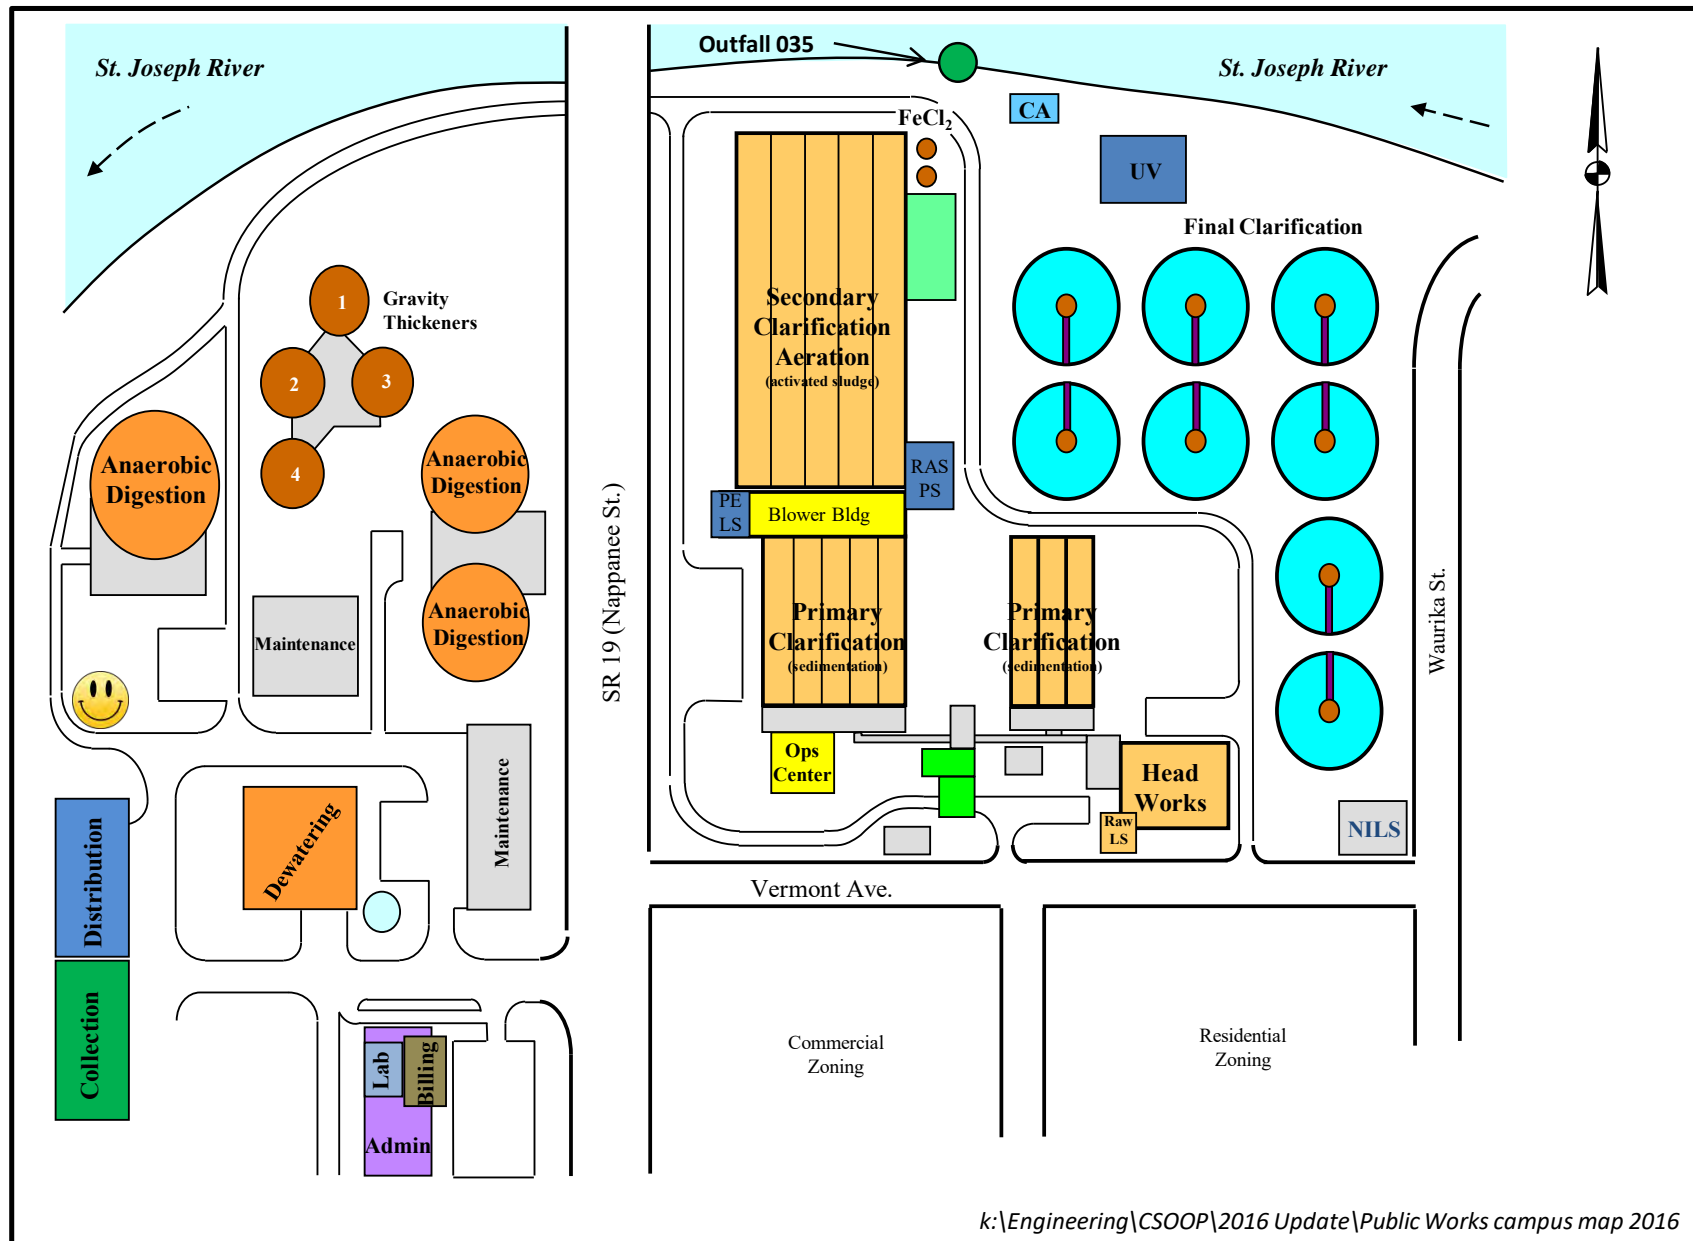 Outfall 035
St. Joseph River
St. Joseph River
FeCl₂
CA
UV
Final Clarification
Gravity
Thickeners
1
2
3
4
Secondary
Clarification
Aeration
(activated sludge)
Anaerobic
Digestion
Anaerobic
Digestion
Anaerobic
Digestion
RAS
PS
PE
LS
Blower Bldg
SR 19 (Nappanee St.)
Waurika St.
Primary
Clarification
(sedimentation)
Primary
Clarification
(sedimentation)
Maintenance
Maintenance
Ops
Center
Head
Works
Raw
LS
NILS
Dewatering
Distribution
Collection
Vermont Ave.
Lab
Billing
Admin
Commercial
Zoning
Residential
Zoning
k:\Engineering\CSOOP\2016 Update\Public Works campus map 2016